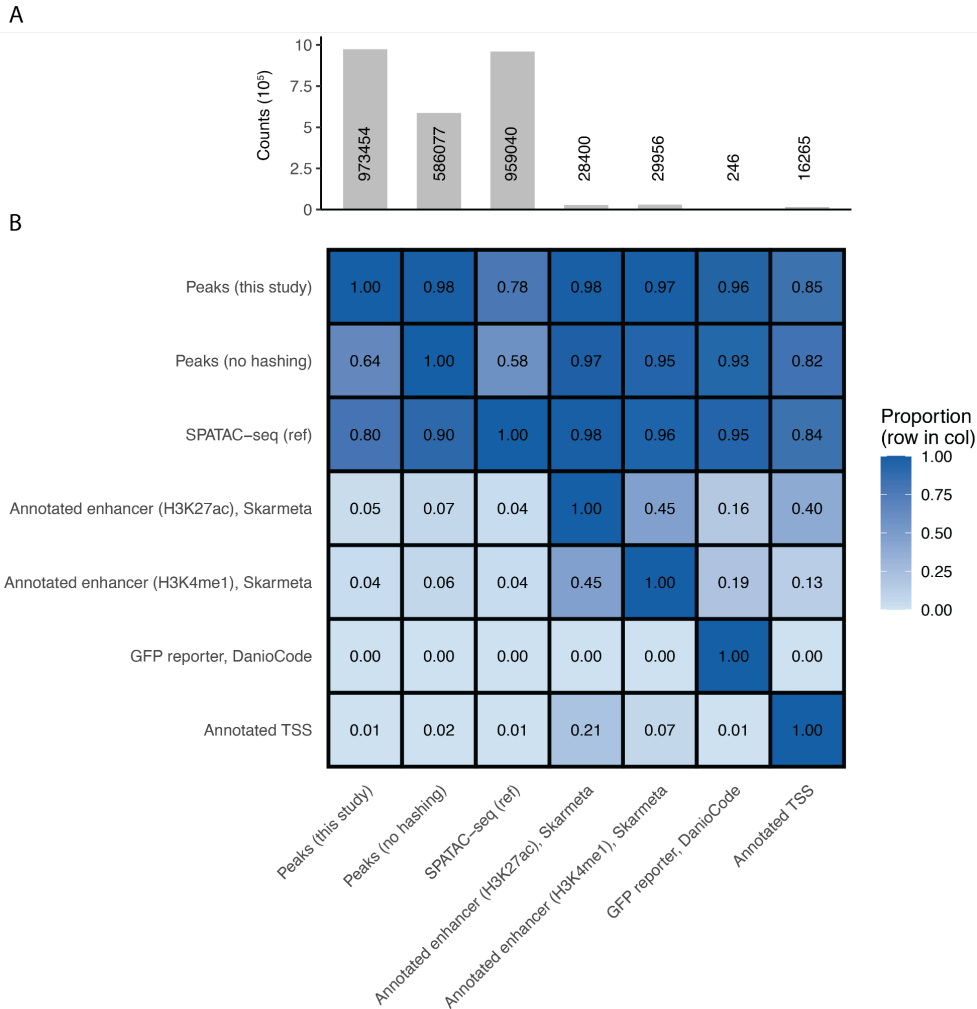 A
Counts (10⁵)
10
7.5
5
2.5
0
973454
586077
959040
28400
29956
246
16265
B
Peaks (this study) 1.00 0.98 0.78 0.98 0.97 0.96 0.85
Peaks (no hashing) 0.64 1.00 0.58 0.97 0.95 0.93 0.82
SPATAC−seq (ref) 0.80 0.90 1.00 0.98 0.96 0.95 0.84
Annotated enhancer (H3K27ac), Skarmeta 0.05 0.07 0.04 1.00 0.45 0.16 0.40
Annotated enhancer (H3K4me1), Skarmeta 0.04 0.06 0.04 0.45 1.00 0.19 0.13
GFP reporter, DanioCode 0.00 0.00 0.00 0.00 0.00 1.00 0.00
Annotated TSS 0.01 0.02 0.01 0.21 0.07 0.01 1.00
Peaks (this study)
Peaks (no hashing)
SPATAC−seq (ref)
Annotated enhancer (H3K27ac), Skarmeta
Annotated enhancer (H3K4me1), Skarmeta
GFP reporter, DanioCode
Annotated TSS
Proportion
(row in col)
1.00
0.75
0.50
0.25
0.00